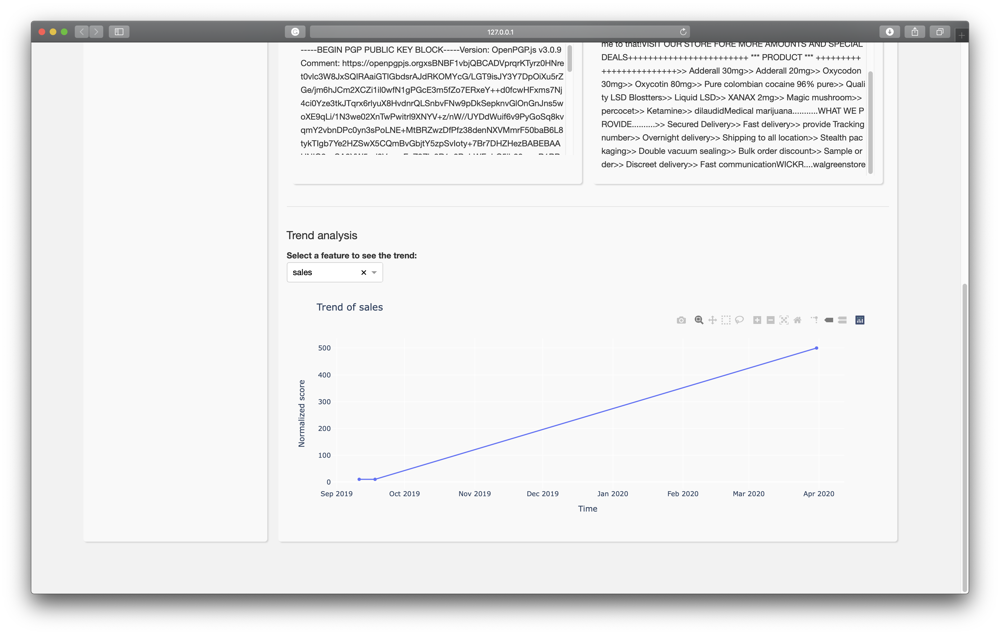 127.0.0.1
-----BEGIN PGP PUBLIC KEY BLOCK-----Version: OpenPGP.js v3.0.9
Comment: https://openpgpjs.orgxsBNBF1vbjQBCADVprqrKTyrz0HNre
t0vlc3W8JxSQIRAaiGTlGbdsrAJdRKOMYcG/LGT9isJY3Y7DpOiXu5rZ
Ge/jm6hJCm2XCZi1il0wfN1gPGcE3m5fZo7ERxeY++d0fcwHFxms7Nj
4ci0Yze3tkJTqrx6rlyuX8HvdnrQLSnbvFNw9pDkSepknvGlOnGnJns5w
oXE9qLi/1N3we02XnTwPwitrl9XNYV+z/nW//UYDdWuif6v9PyGoSq8kv
qmY2vbnDPc0yn3sPoLNE+MtBRZwzDfPfz38denNXVMmrF50baB6L8
tykTIgb7Ye2HZSwX5CQmBvGbjtY5zpSvIoty+7Br7DHZHezBABEBAA
me to that!VISIT OUR STORE FORE MORE AMOUNTS AND SPECIAL
DEALS++++++++++++++++++++++++ *** PRODUCT *** +++++++++
+++++++++++++++>> Adderall 30mg>> Adderall 20mg>> Oxycodon
30mg>> Oxycotin 80mg>> Pure colombian cocaine 96% pure>> Quali
ty LSD Blostters>> Liquid LSD>> XANAX 2mg>> Magic mushroom>>
percocet>> Ketamine>> dilaudidMedical marijuana...........WHAT WE P
ROVIDE..........>> Secured Delivery>> Fast delivery>> provide Tracking
number>> Overnight delivery>> Shipping to all location>> Stealth pac
kaging>> Double vacuum sealing>> Bulk order discount>> Sample or
der>> Discreet delivery>> Fast communicationWICKR....walgreenstore
Trend analysis
Select a feature to see the trend:
sales
Trend of sales
Normalized score
500
400
300
200
100
0
Sep 2019 Oct 2019 Nov 2019 Dec 2019 Jan 2020 Feb 2020 Mar 2020 Apr 2020
Time